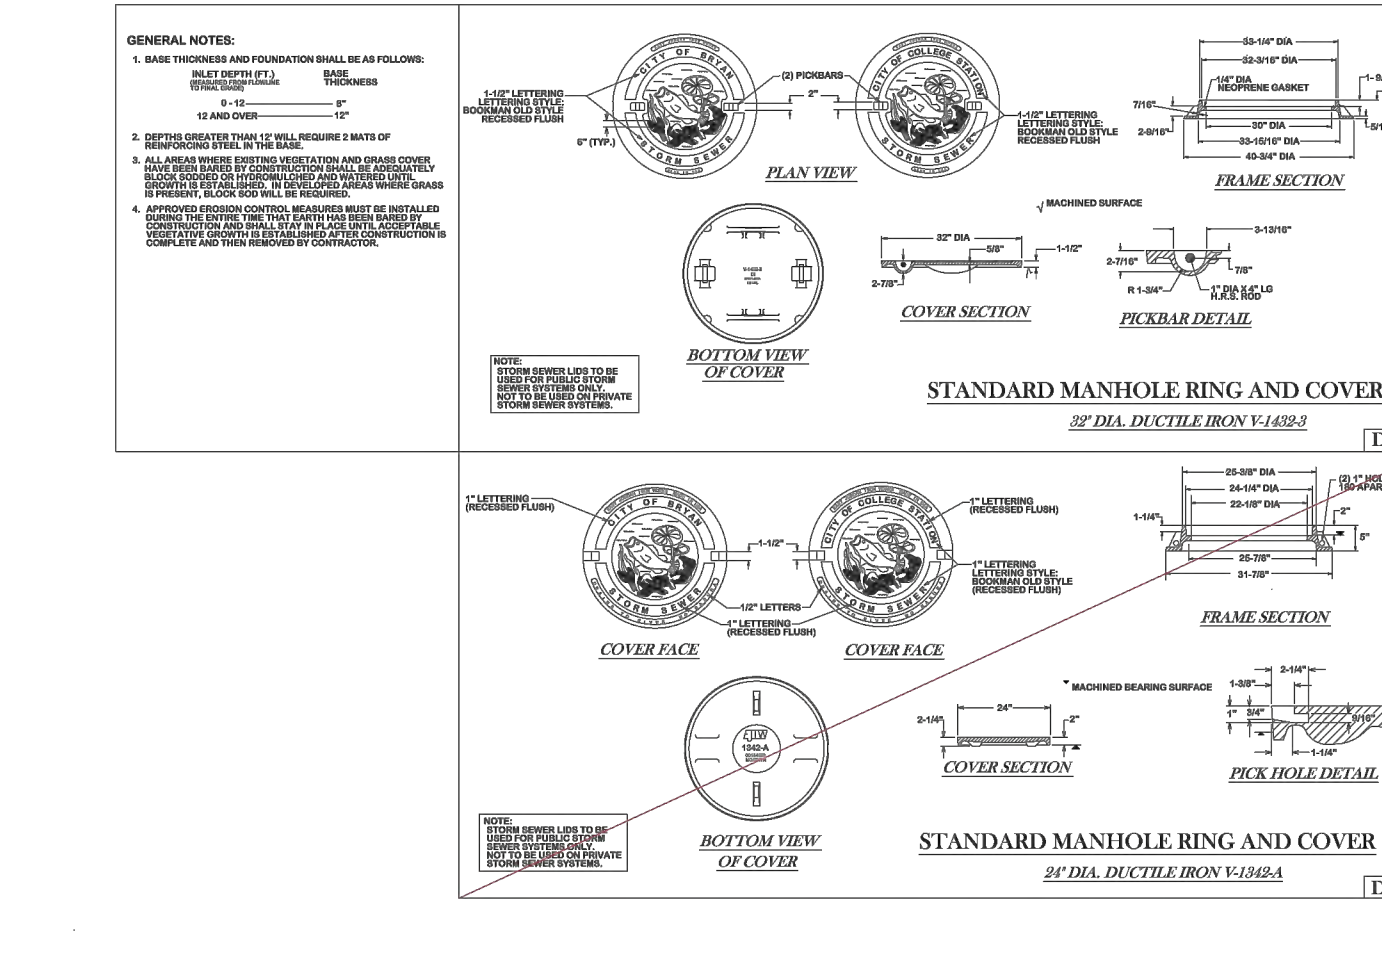 GENERAL NOTES:
1. BASE THICKNESS AND FOUNDATION SHALL BE AS FOLLOWS:
INLET DEPTH (FT.) BASE
(MEASURED FROM FLOWLINE THICKNESS
TO FINAL GRADE)
0 - 12 8"
12 AND OVER 12"
2. DEPTHS GREATER THAN 12' WILL REQUIRE 2 MATS OF
REINFORCING STEEL IN THE BASE.
3. ALL AREAS WHERE EXISTING VEGETATION AND GRASS COVER
HAVE BEEN BARED BY CONSTRUCTION SHALL BE ADEQUATELY
BLOCK SODDED OR HYDROMULCHED AND WATERED UNTIL
GROWTH IS ESTABLISHED. IN DEVELOPED AREAS WHERE GRASS
IS PRESENT, BLOCK SOD WILL BE REQUIRED.
4. APPROVED EROSION CONTROL MEASURES MUST BE INSTALLED
DURING THE ENTIRE TIME THAT EARTH HAS BEEN BARED BY
CONSTRUCTION AND SHALL STAY IN PLACE UNTIL ACCEPTABLE
VEGETATIVE GROWTH IS ESTABLISHED AFTER CONSTRUCTION IS
COMPLETE AND THEN REMOVED BY CONTRACTOR.
CITY OF BRYAN
STORM SEWER
CITY OF COLLEGE STATION
STORM SEWER
1-1/2" LETTERING
LETTERING STYLE:
BOOKMAN OLD STYLE
RECESSED FLUSH
(2) PICKBARS
2"
6" (TYP.)
1-1/2" LETTERING
LETTERING STYLE:
BOOKMAN OLD STYLE
RECESSED FLUSH
PLAN VIEW
33-1/4" DIA
32-3/16" DIA
1/4" DIA
NEOPRENE GASKET
7/16"
2-9/16"
30" DIA
33-15/16" DIA
40-3/4" DIA
FRAME SECTION
√ MACHINED SURFACE
V-1432-3
BOTTOM VIEW
OF COVER
32" DIA
5/8"
1-1/2"
2-7/8"
COVER SECTION
3-13/16"
2-7/16"
7/8"
R 1-3/4"
1" DIA X 4" LG
H.R.S. ROD
PICKBAR DETAIL
NOTE:
STORM SEWER LIDS TO BE
USED FOR PUBLIC STORM
SEWER SYSTEMS ONLY.
NOT TO BE USED ON PRIVATE
STORM SEWER SYSTEMS.
STANDARD MANHOLE RING AND COVER
32" DIA. DUCTILE IRON V-1432-3
D
1" LETTERING
(RECESSED FLUSH)
CITY OF BRYAN
STORM SEWER
CITY OF COLLEGE STATION
STORM SEWER
1-1/2"
1/2" LETTERS
1" LETTERING
(RECESSED FLUSH)
1" LETTERING
(RECESSED FLUSH)
1" LETTERING
LETTERING STYLE:
BOOKMAN OLD STYLE
(RECESSED FLUSH)
COVER FACE
COVER FACE
25-3/8" DIA
24-1/4" DIA
22-1/8" DIA
(2) 1" HOL
180 APAR
1-1/4"
2"
5"
25-7/8"
31-7/8"
FRAME SECTION
EJIW
1342-A
BOTTOM VIEW
OF COVER
MACHINED BEARING SURFACE
24"
2-1/4"
2"
COVER SECTION
2-1/4"
1-3/8"
1"
3/4"
9/16"
1-1/4"
PICK HOLE DETAIL
NOTE:
STORM SEWER LIDS TO BE
USED FOR PUBLIC STORM
SEWER SYSTEMS ONLY.
NOT TO BE USED ON PRIVATE
STORM SEWER SYSTEMS.
STANDARD MANHOLE RING AND COVER
24" DIA. DUCTILE IRON V-1342-A
D